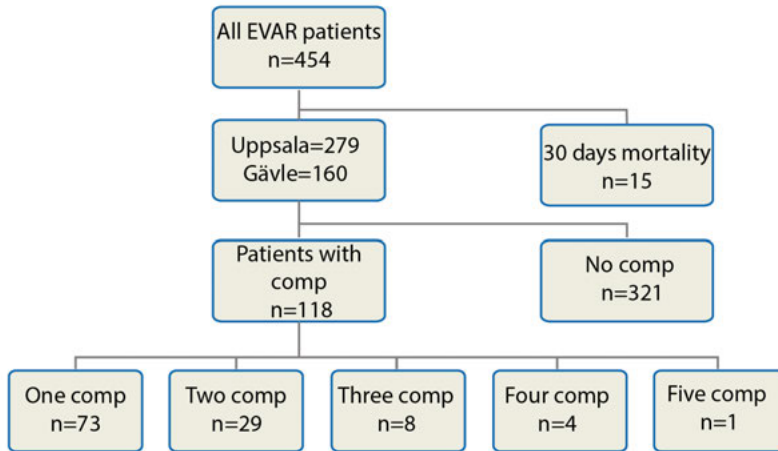 All EVAR patients
n=454
Uppsala=279
Gävle=160
30 days mortality
n=15
Patients with
comp
n=118
No comp
n=321
One comp
n=73
Two comp
n=29
Three comp
n=8
Four comp
n=4
Five comp
n=1